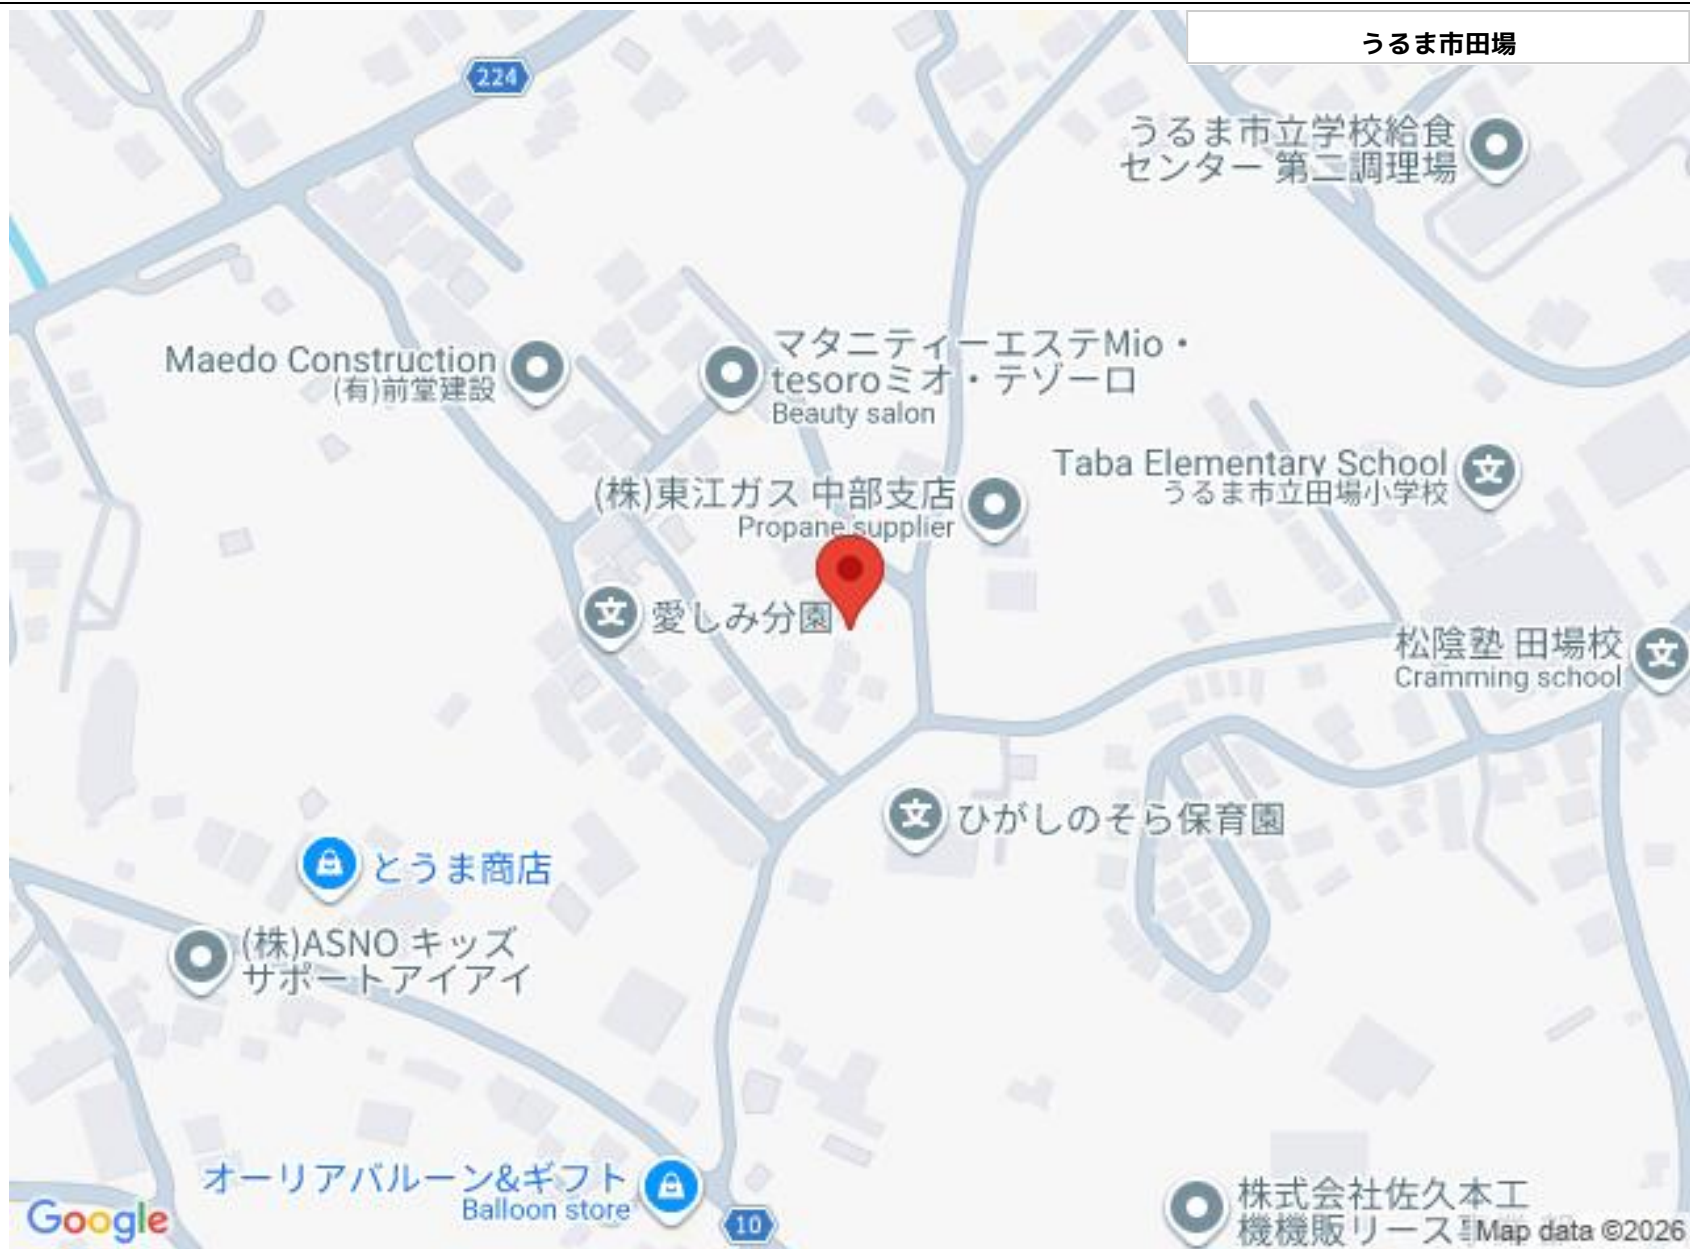 うるま市田場
224
うるま市立学校給食
センター 第二調理場
Maedo Construction
(有)前堂建設
マタニティーエステMio・
tesoroミオ・テゾーロ
Beauty salon
Taba Elementary School
うるま市立田場小学校
(株)東江ガス 中部支店
Propane supplier
文
愛しみ分園
文
松陰塾 田場校
Cramming school
文
文
ひがしのそら保育園
とうま商店
(株)ASNO キッズ
サポートアイアイ
オーリアバルーン&ギフト
Balloon store
10
株式会社佐久本工
機機販リース
Google
Map data ©2026